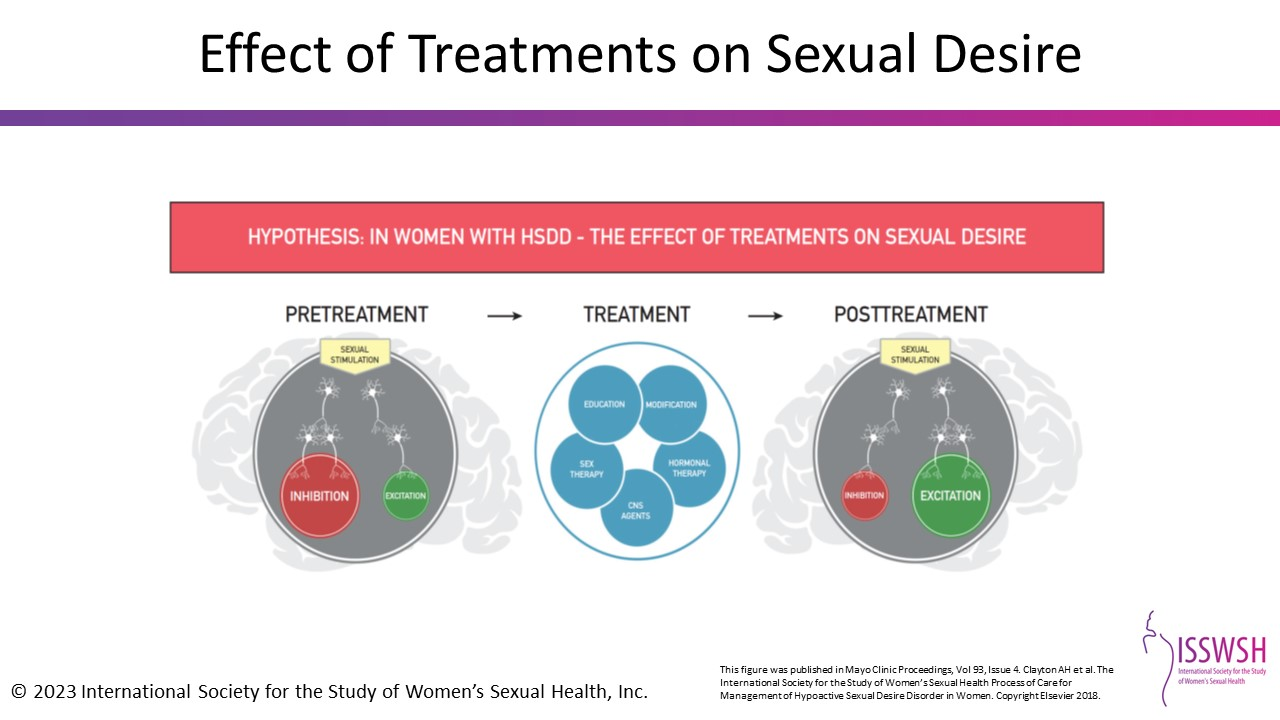 Effect of Treatments on Sexual Desire
HYPOTHESIS: IN WOMEN WITH HSDD - THE EFFECT OF TREATMENTS ON SEXUAL DESIRE
PRETREATMENT → TREATMENT → POSTTREATMENT
SEXUAL
STIMULATION
INHIBITION
EXCITATION
EDUCATION
MODIFICATION
SEX
THERAPY
HORMONAL
THERAPY
CNS
AGENTS
SEXUAL
STIMULATION
INHIBITION
EXCITATION
This figure was published in Mayo Clinic Proceedings, Vol 93, Issue 4. Clayton AH et al. The
International Society for the Study of Women's Sexual Health Process of Care for
Management of Hypoactive Sexual Desire Disorder in Women. Copyright Elsevier 2018.
© 2023 International Society for the Study of Women's Sexual Health, Inc.
ISSWSH
International Society for the Study
of Women's Sexual Health